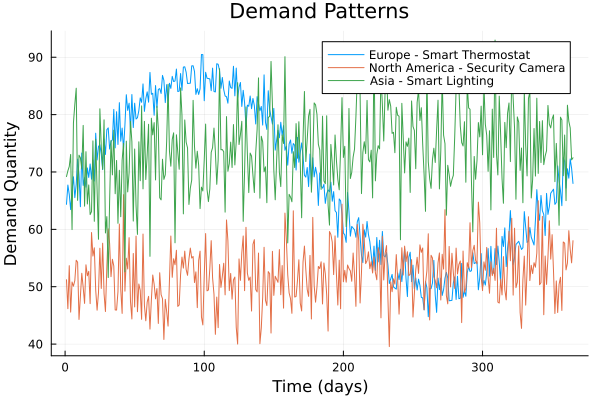 Demand Patterns
Europe - Smart Thermostat
North America - Security Camera
Asia - Smart Lighting
Demand Quantity
90
80
70
60
50
40
0
100
200
300
Time (days)